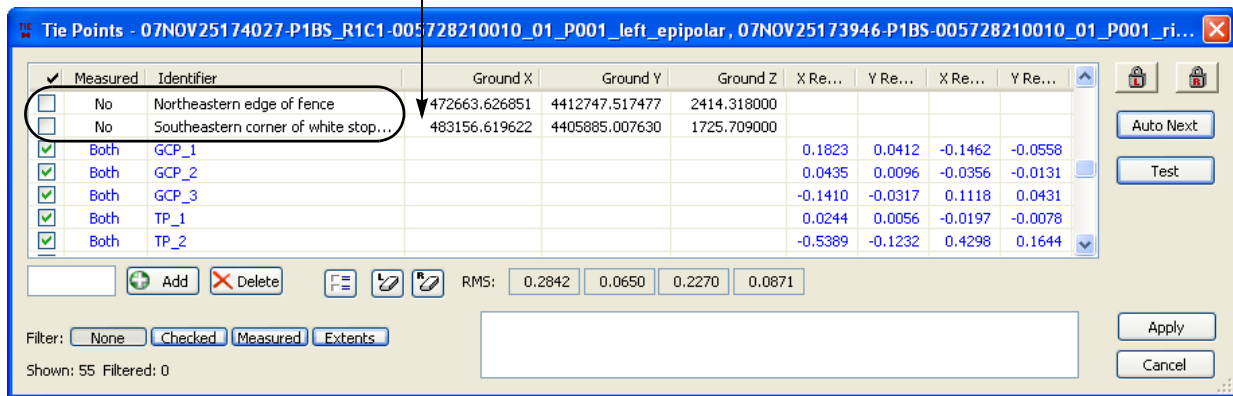 TIE Tie Points - 07NOV25174027-P1BS_R1C1-005728210010_01_P001_left_epipolar, 07NOV25173946-P1BS-005728210010_01_P001_ri...
Measured Identifier Ground X Ground Y Ground Z X Re... Y Re... X Re... Y Re...
No Northeastern edge of fence 472663.626851 4412747.517477 2414.318000
No Southeastern corner of white stop... 483156.619622 4405885.007630 1725.709000
Both GCP_1 0.1823 0.0412 -0.1462 -0.0558
Both GCP_2 0.0435 0.0096 -0.0356 -0.0131
Both GCP_3 -0.1410 -0.0317 0.1118 0.0431
Both TP_1 0.0244 0.0056 -0.0197 -0.0078
Both TP_2 -0.5389 -0.1232 0.4298 0.1644
L R
Auto Next
Test
Add Delete L R RMS: 0.2842 0.0650 0.2270 0.0871
Filter: None Checked Measured Extents
Shown: 55 Filtered: 0
Apply
Cancel